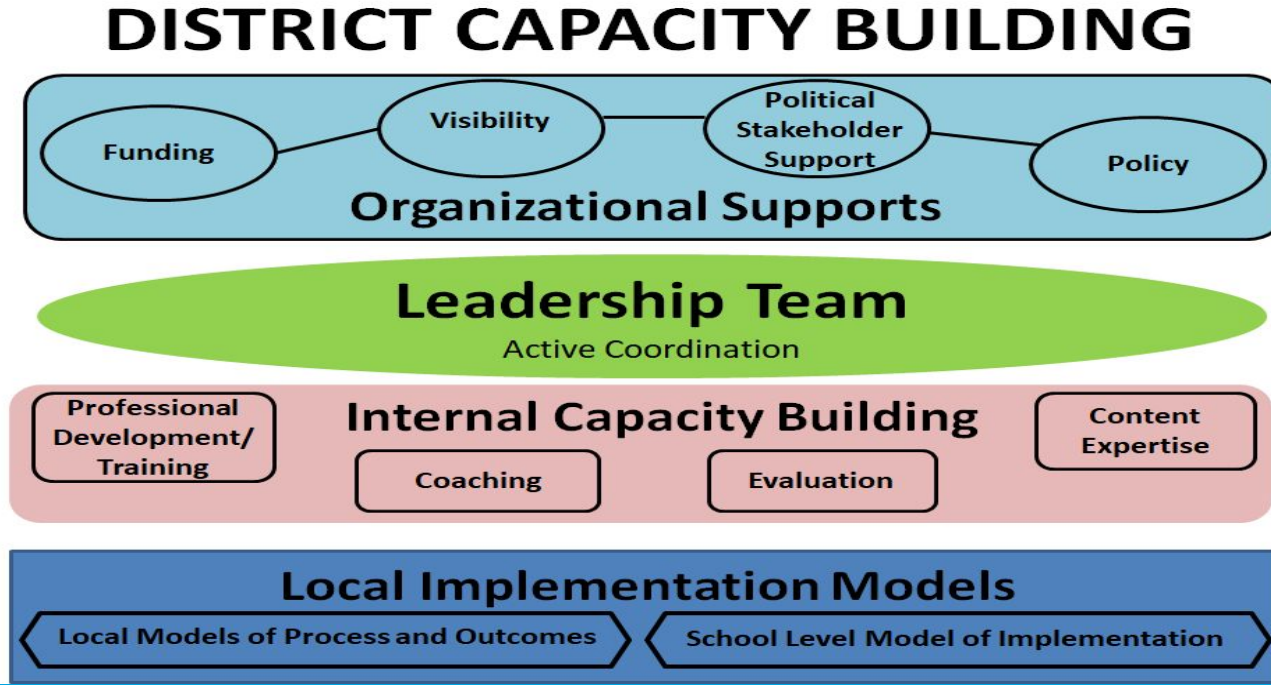 DISTRICT CAPACITY BUILDING
Funding
Visibility
Political
Stakeholder
Support
Policy
Organizational Supports
Leadership Team
Active Coordination
Professional
Development/
Training
Internal Capacity Building
Coaching
Evaluation
Content
Expertise
Local Implementation Models
Local Models of Process and Outcomes
School Level Model of Implementation